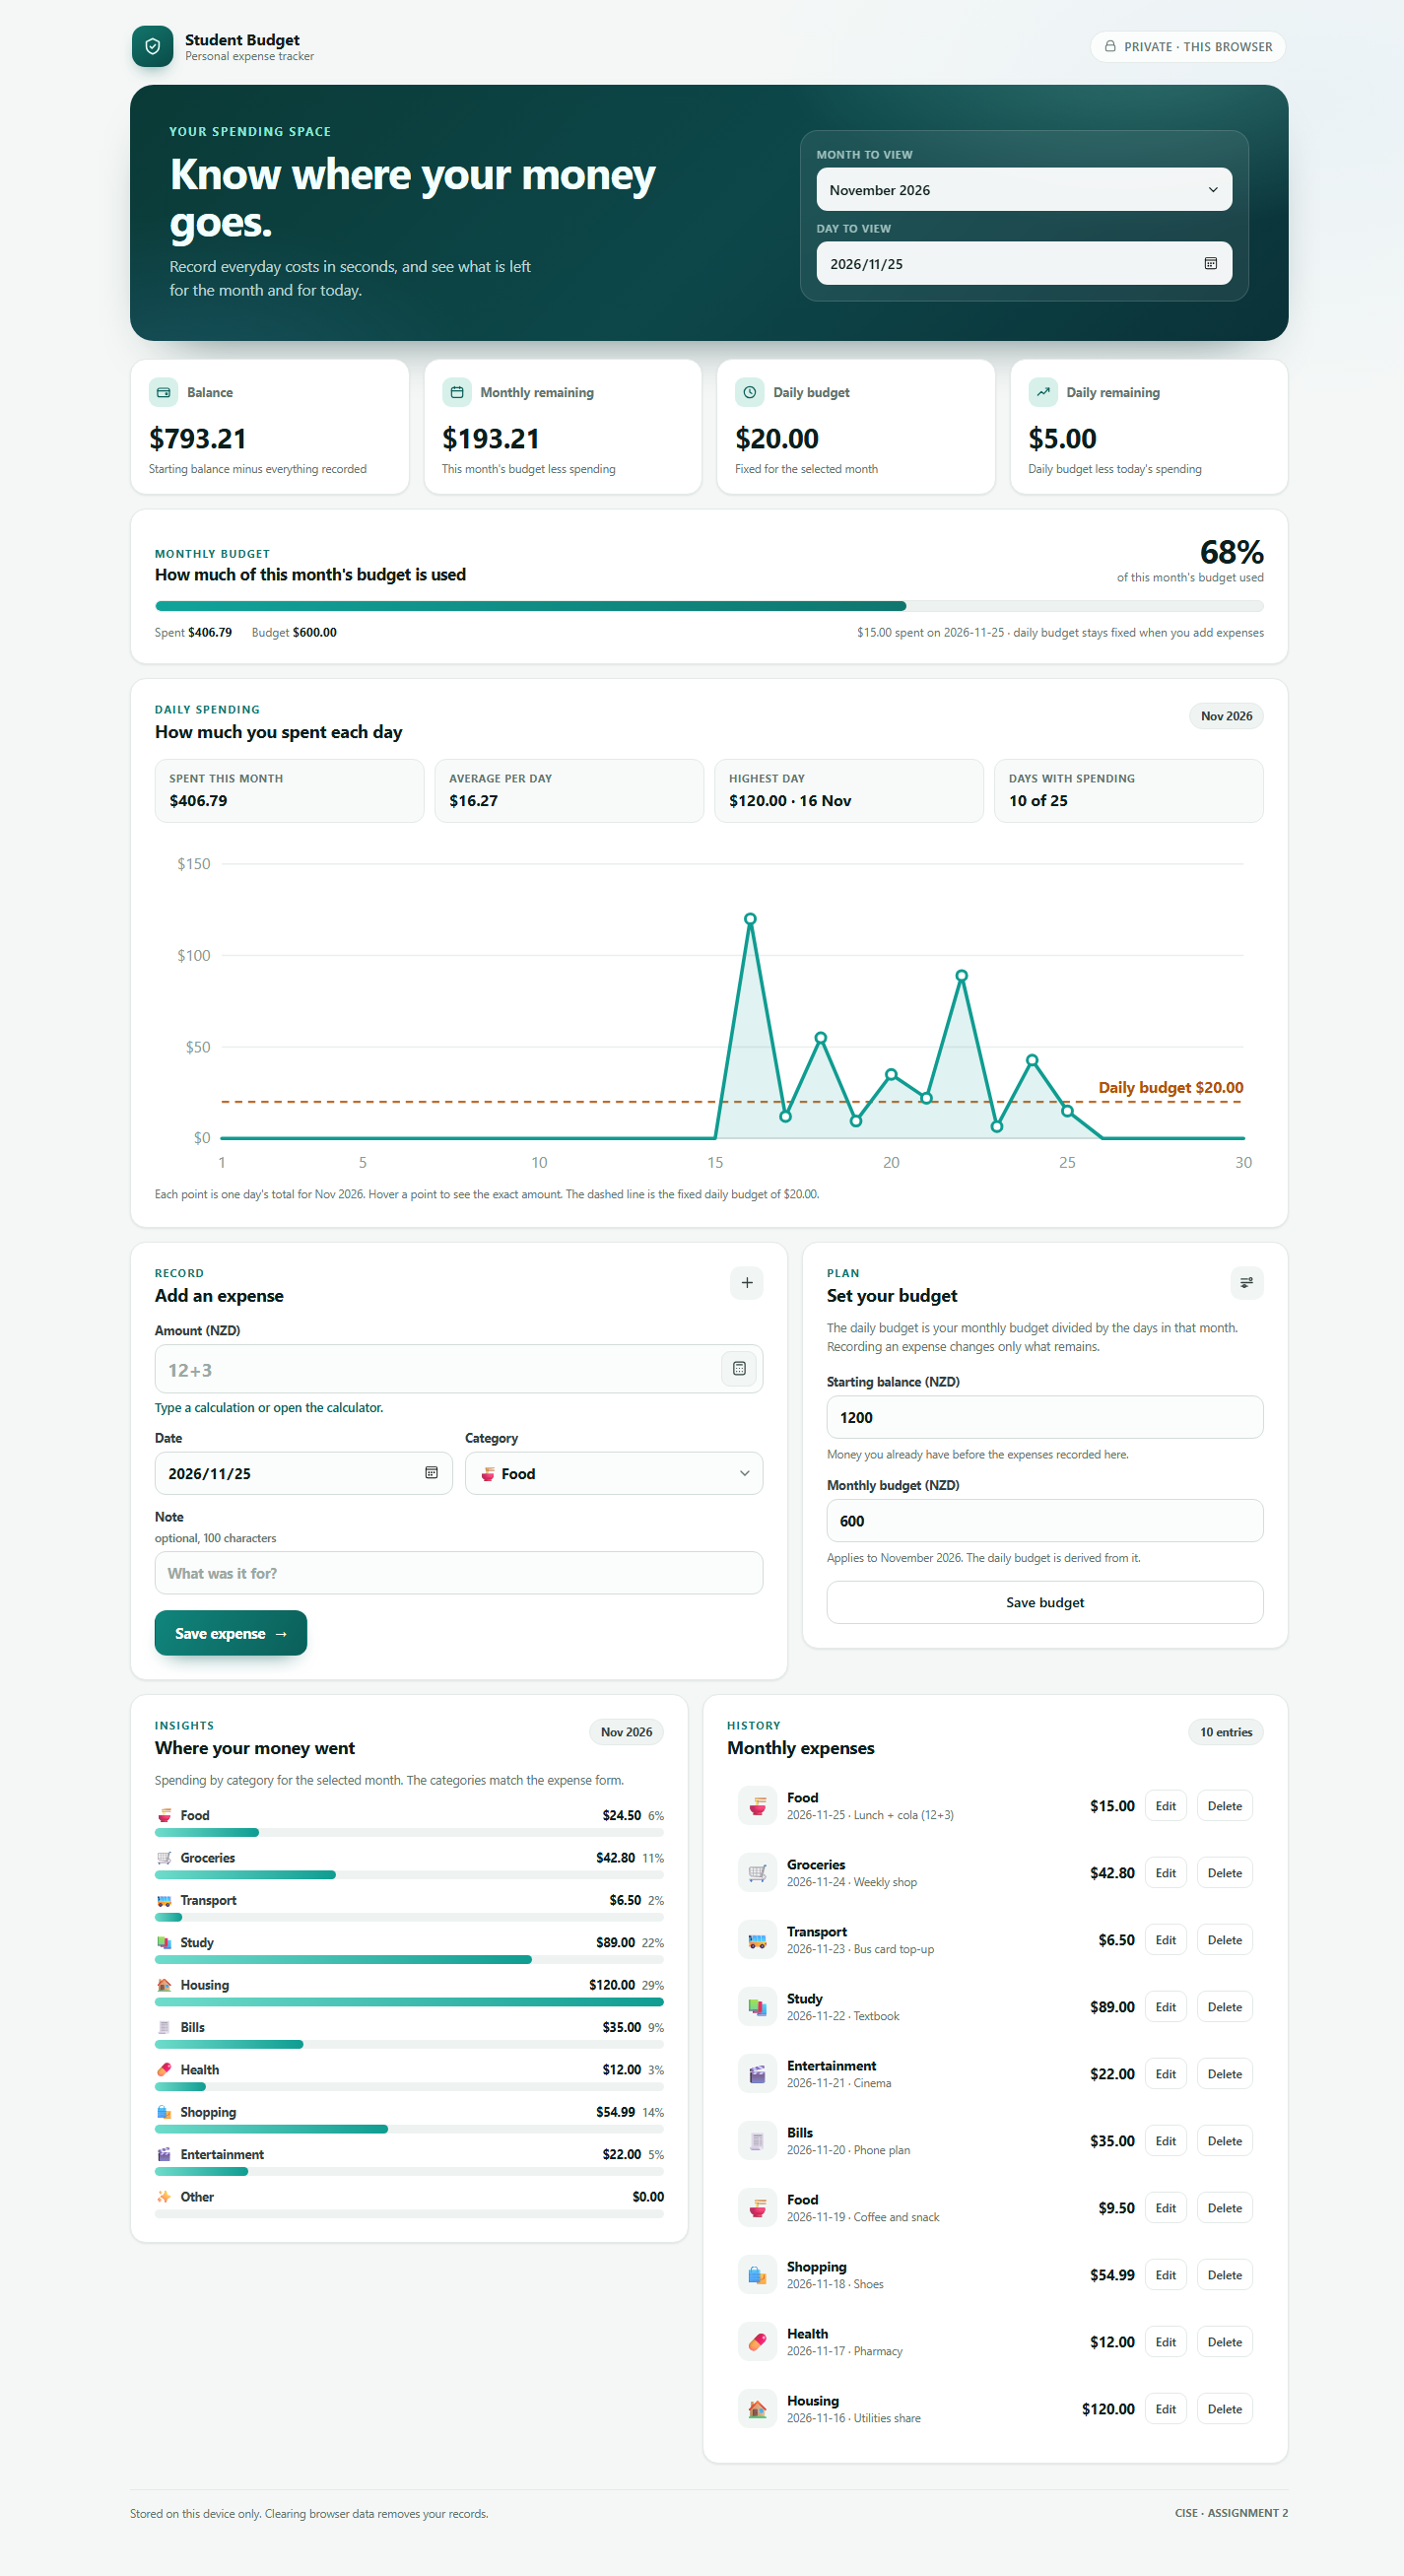 Student Budget
Personal expense tracker
PRIVATE · THIS BROWSER
YOUR SPENDING SPACE
Know where your money
goes.
Record everyday costs in seconds, and see what is left
for the month and for today.
MONTH TO VIEW
November 2026
DAY TO VIEW
2026/11/25
Balance
$793.21
Starting balance minus everything recorded
Monthly remaining
$193.21
This month's budget less spending
Daily budget
$20.00
Fixed for the selected month
Daily remaining
$5.00
Daily budget less today's spending
MONTHLY BUDGET
How much of this month's budget is used
68%
of this month's budget used
Spent $406.79 Budget $600.00
$15.00 spent on 2026-11-25 · daily budget stays fixed when you add expenses
DAILY SPENDING
How much you spent each day
Nov 2026
SPENT THIS MONTH
$406.79
AVERAGE PER DAY
$16.27
HIGHEST DAY
$120.00 · 16 Nov
DAYS WITH SPENDING
10 of 25
$150
$100
$50
$0
Daily budget $20.00
1 5 10 15 20 25 30
Each point is one day's total for Nov 2026. Hover a point to see the exact amount. The dashed line is the fixed daily budget of $20.00.
RECORD
Add an expense
Amount (NZD)
12+3
Type a calculation or open the calculator.
Date
2026/11/25
Category
Food
Note
optional, 100 characters
What was it for?
Save expense →
PLAN
Set your budget
The daily budget is your monthly budget divided by the days in that month.
Recording an expense changes only what remains.
Starting balance (NZD)
1200
Money you already have before the expenses recorded here.
Monthly budget (NZD)
600
Applies to November 2026. The daily budget is derived from it.
Save budget
INSIGHTS
Where your money went
Nov 2026
Spending by category for the selected month. The categories match the expense form.
Food $24.50 6%
Groceries $42.80 11%
Transport $6.50 2%
Study $89.00 22%
Housing $120.00 29%
Bills $35.00 9%
Health $12.00 3%
Shopping $54.99 14%
Entertainment $22.00 5%
Other $0.00
HISTORY
Monthly expenses
10 entries
Food
2026-11-25 · Lunch + cola (12+3)
$15.00 Edit Delete
Groceries
2026-11-24 · Weekly shop
$42.80 Edit Delete
Transport
2026-11-23 · Bus card top-up
$6.50 Edit Delete
Study
2026-11-22 · Textbook
$89.00 Edit Delete
Entertainment
2026-11-21 · Cinema
$22.00 Edit Delete
Bills
2026-11-20 · Phone plan
$35.00 Edit Delete
Food
2026-11-19 · Coffee and snack
$9.50 Edit Delete
Shopping
2026-11-18 · Shoes
$54.99 Edit Delete
Health
2026-11-17 · Pharmacy
$12.00 Edit Delete
Housing
2026-11-16 · Utilities share
$120.00 Edit Delete
Stored on this device only. Clearing browser data removes your records.
CISE · ASSIGNMENT 2